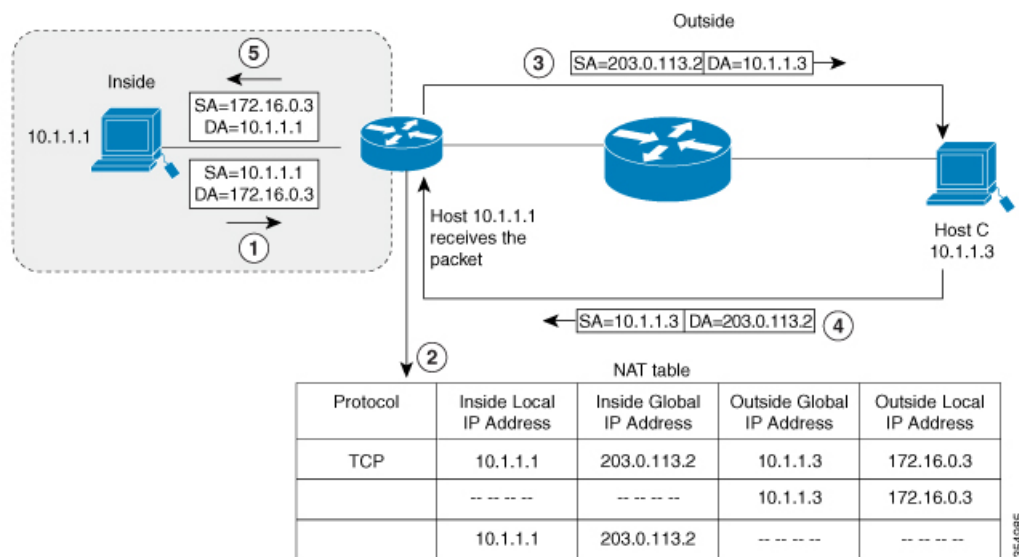 Outside
5
3
SA=203.0.113.2 DA=10.1.1.3
Inside
SA=172.16.0.3
DA=10.1.1.1
10.1.1.1
SA=10.1.1.1
DA=172.16.0.3
1
Host 10.1.1.1
receives the
packet
Host C
10.1.1.3
SA=10.1.1.3 DA=203.0.113.2
4
2
NAT table
Protocol Inside Local IP Address Inside Global IP Address Outside Global IP Address Outside Local IP Address
TCP 10.1.1.1 203.0.113.2 10.1.1.3 172.16.0.3
-- -- -- -- -- -- -- -- 10.1.1.3 172.16.0.3
10.1.1.1 203.0.113.2 -- -- -- -- -- -- -- --